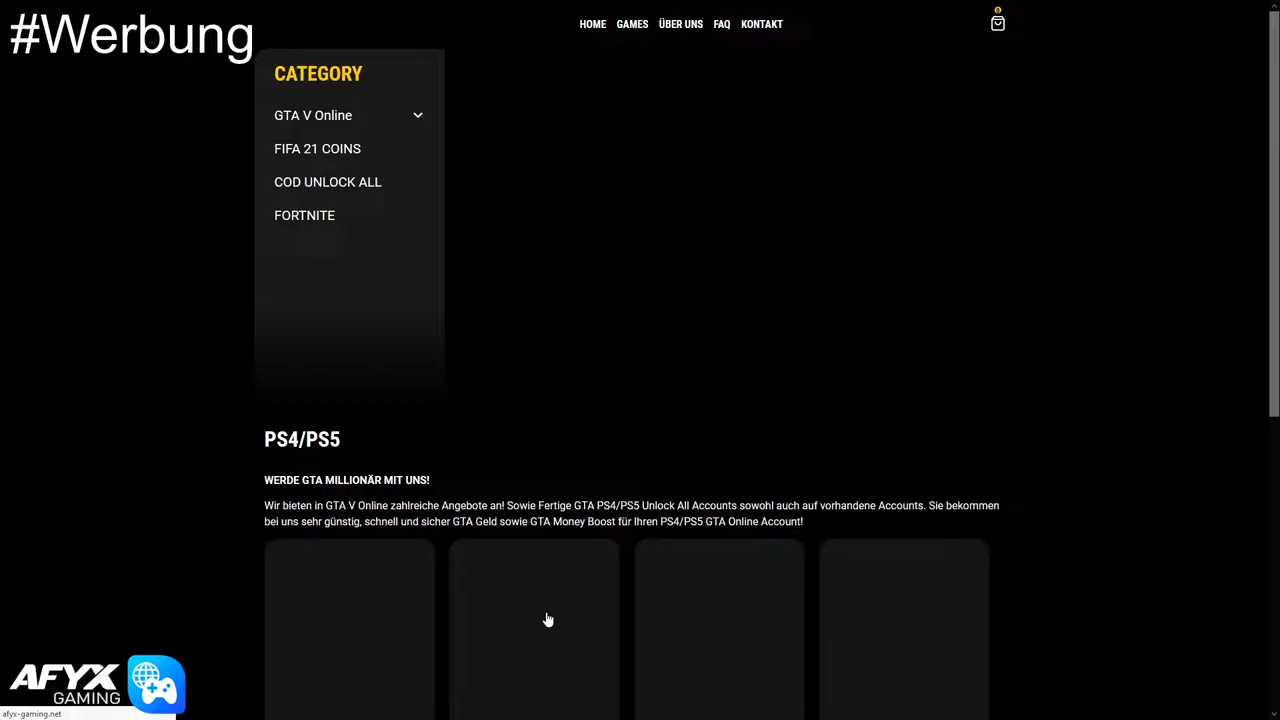 #Werbung
HOME GAMES ÜBER UNS FAQ KONTAKT
0
CATEGORY
GTA V Online
FIFA 21 COINS
COD UNLOCK ALL
FORTNITE
PS4/PS5
WERDE GTA MILLIONÄR MIT UNS!
Wir bieten in GTA V Online zahlreiche Angebote an! Sowie Fertige GTA PS4/PS5 Unlock All Accounts sowohl auch auf vorhandene Accounts. Sie bekommen
bei uns sehr günstig, schnell und sicher GTA Geld sowie GTA Money Boost für Ihren PS4/PS5 GTA Online Account!
AFYX
GAMING
afyx-gaming.net